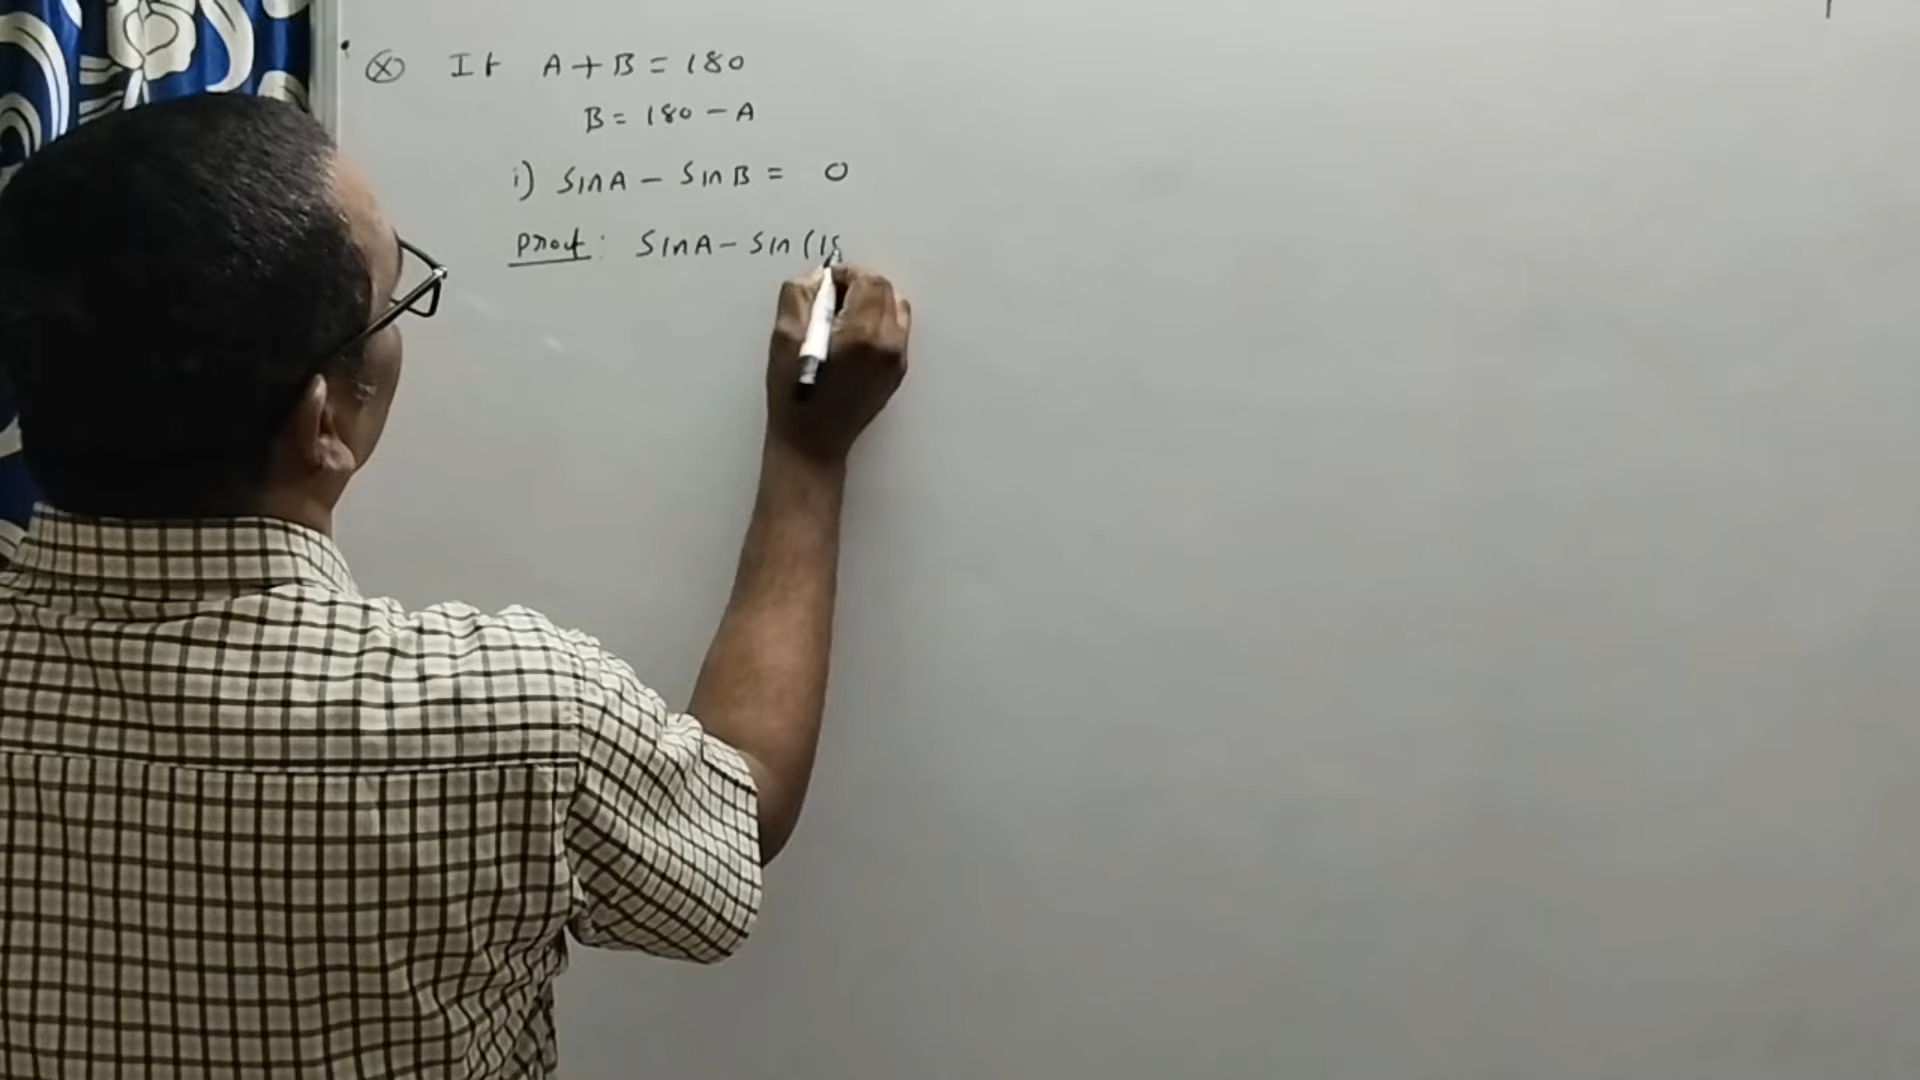 ⓧ If A + B = 180
B = 180 - A
i) sinA - sinB = 0
Proof: sinA - sin (18